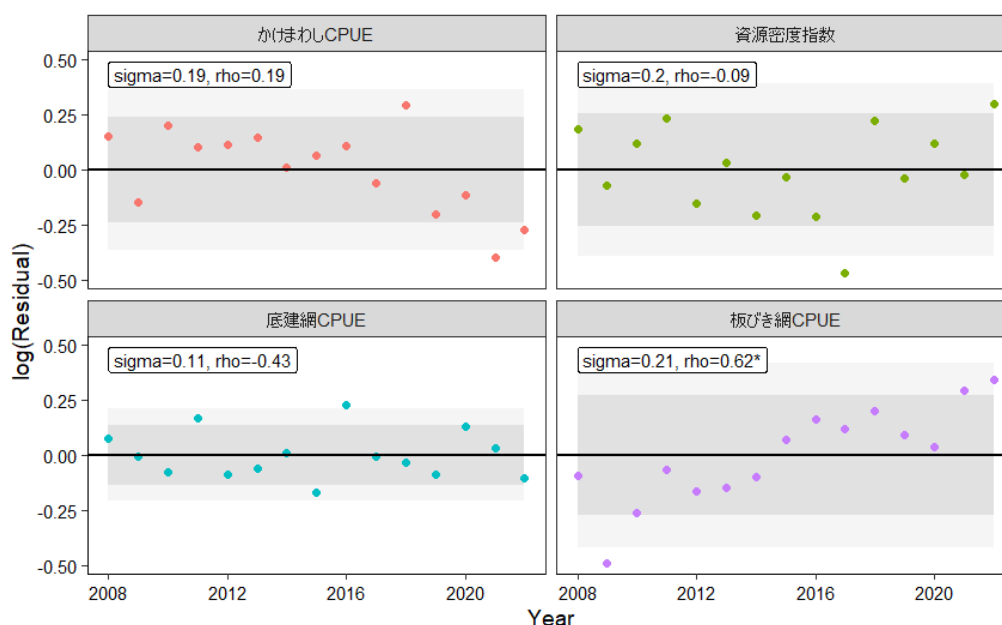 かけまわしCPUE
資源密度指数
0.50
0.25
0.00
-0.25
-0.50
sigma=0.19, rho=0.19
sigma=0.2, rho=-0.09
底建網CPUE
板びき網CPUE
0.50
0.25
0.00
-0.25
-0.50
sigma=0.11, rho=-0.43
sigma=0.21, rho=0.62*
log(Residual)
2008
2012
2016
2020
2008
2012
2016
2020
Year